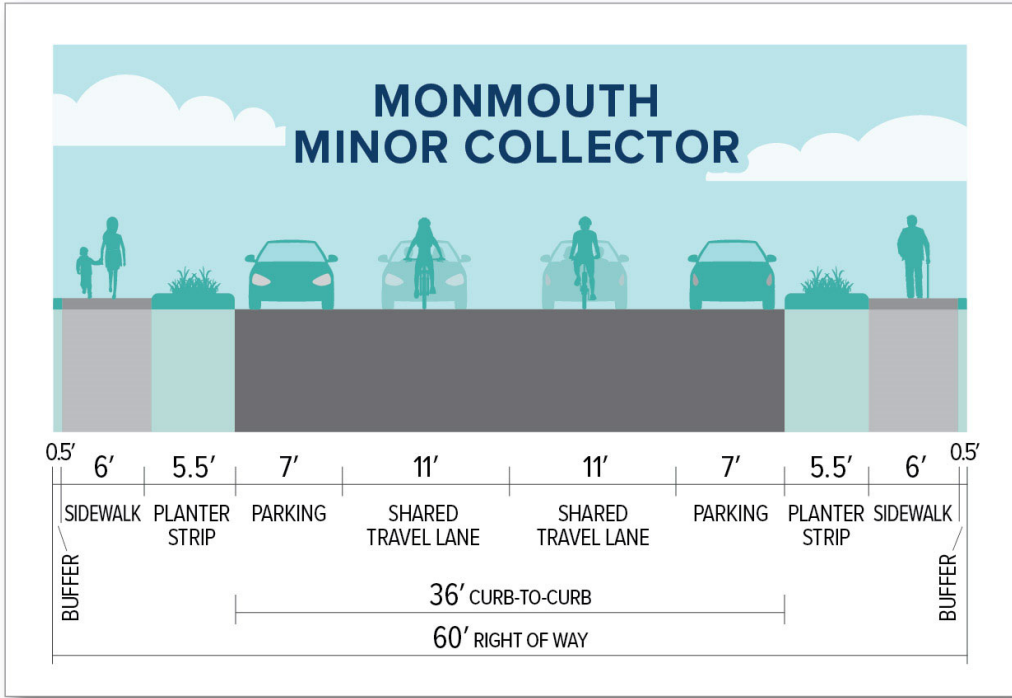 MONMOUTH
MINOR COLLECTOR
0.5′ 6′ 5.5′ 7′ 11′ 11′ 7′ 5.5′ 6′ 0.5′
SIDEWALK PLANTER PARKING SHARED SHARED PARKING PLANTER SIDEWALK
STRIP TRAVEL LANE TRAVEL LANE STRIP
BUFFER BUFFER
36′ CURB-TO-CURB
60′ RIGHT OF WAY